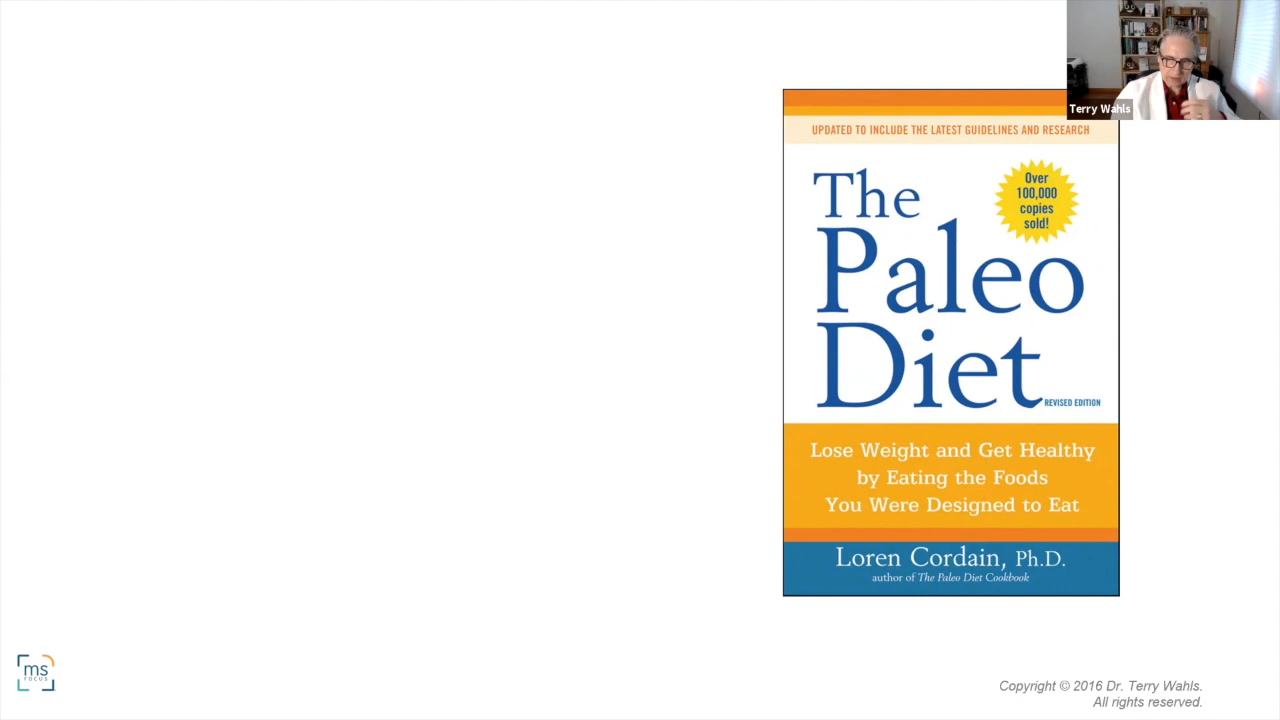 Terry Wahls
UPDATED TO INCLUDE THE LATEST GUIDELINES AND RESEARCH
Over
100,000
copies
sold!
The
Paleo
Diet
REVISED EDITION
Lose Weight and Get Healthy
by Eating the Foods
You Were Designed to Eat
Loren Cordain, Ph.D.
author of The Paleo Diet Cookbook
ms
FOCUS
Copyright © 2016 Dr. Terry Wahls.
All rights reserved.